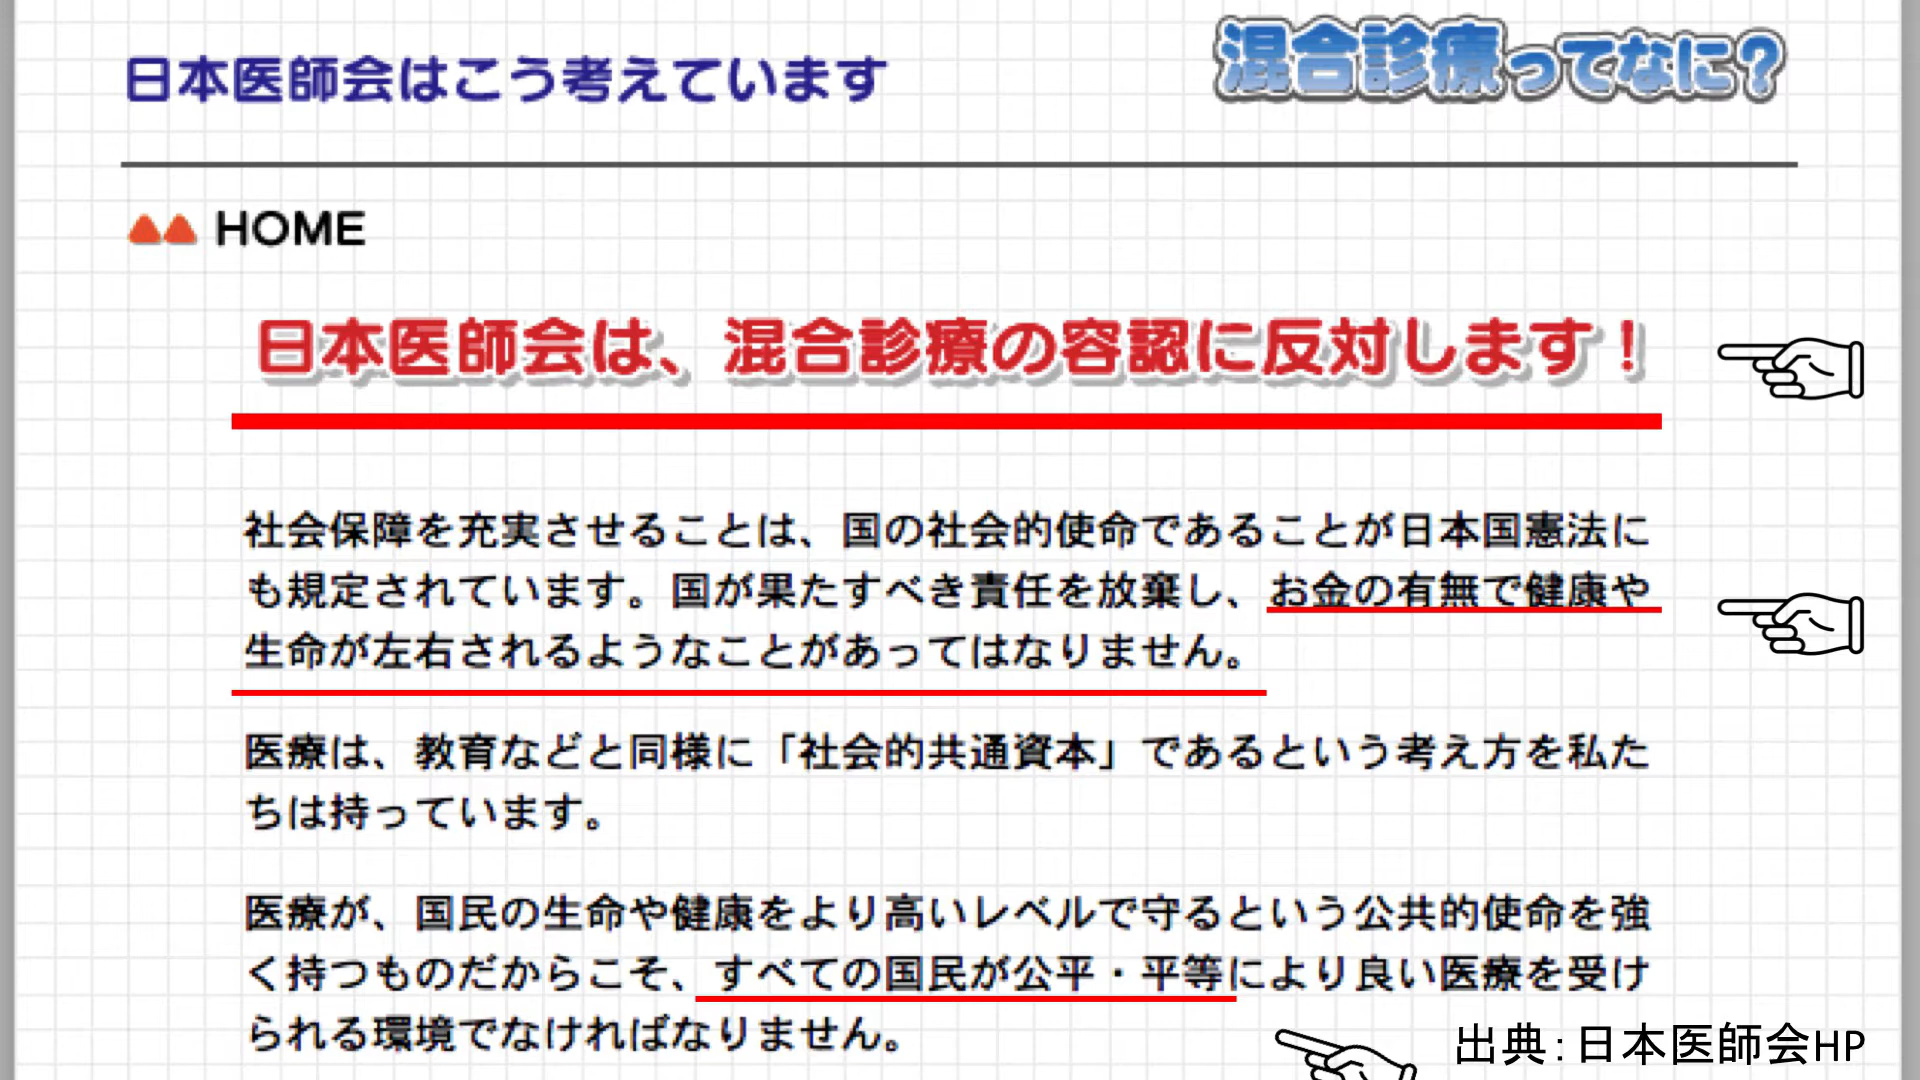 日本医師会はこう考えています
混合診療ってなに?
HOME
日本医師会は、混合診療の容認に反対します!
社会保障を充実させることは、国の社会的使命であることが日本国憲法に
も規定されています。国が果たすべき責任を放棄し、お金の有無で健康や
生命が左右されるようなことがあってはなりません。
医療は、教育などと同様に「社会的共通資本」であるという考え方を私た
ちは持っています。
医療が、国民の生命や健康をより高いレベルで守るという公共的使命を強
く持つものだからこそ、すべての国民が公平・平等により良い医療を受け
られる環境でなければなりません。
出典:日本医師会HP